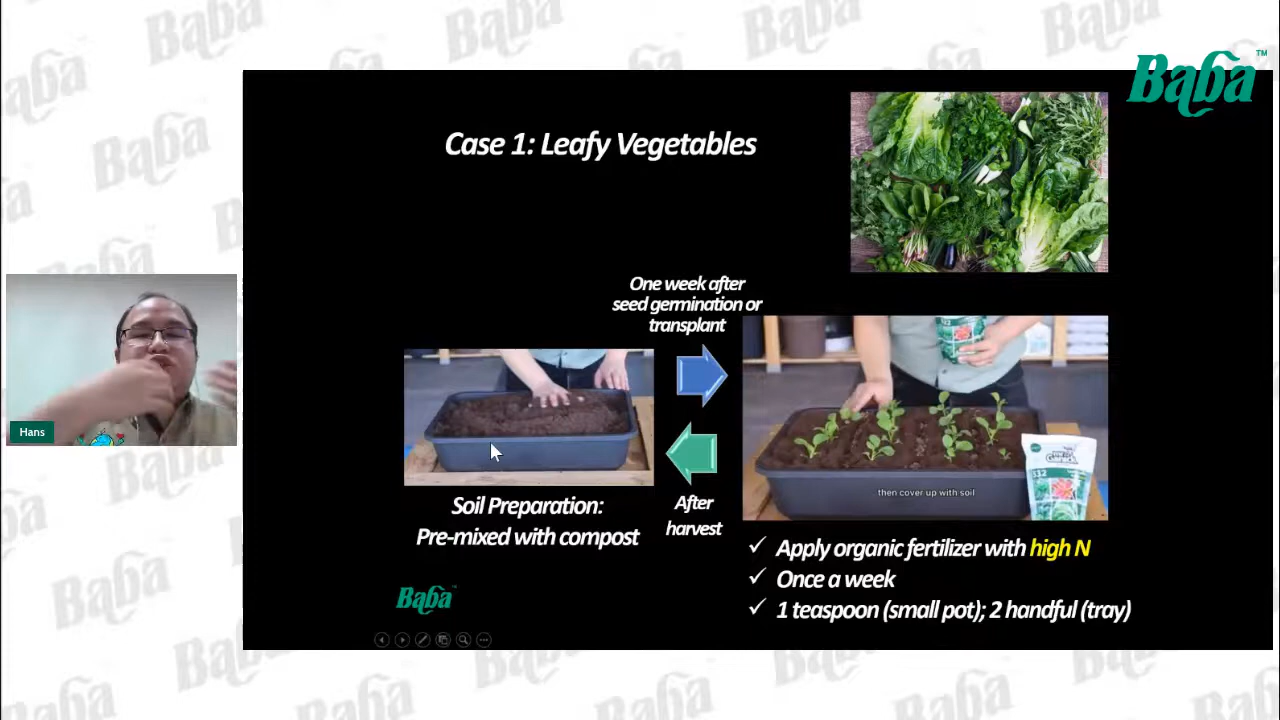 Baba™
Case 1: Leafy Vegetables
One week after
seed germination or
transplant
Hans
then cover up with soil
Soil Preparation:
Pre-mixed with compost
After
harvest
✓ Apply organic fertilizer with high N
✓ Once a week
✓ 1 teaspoon (small pot); 2 handful (tray)
Baba